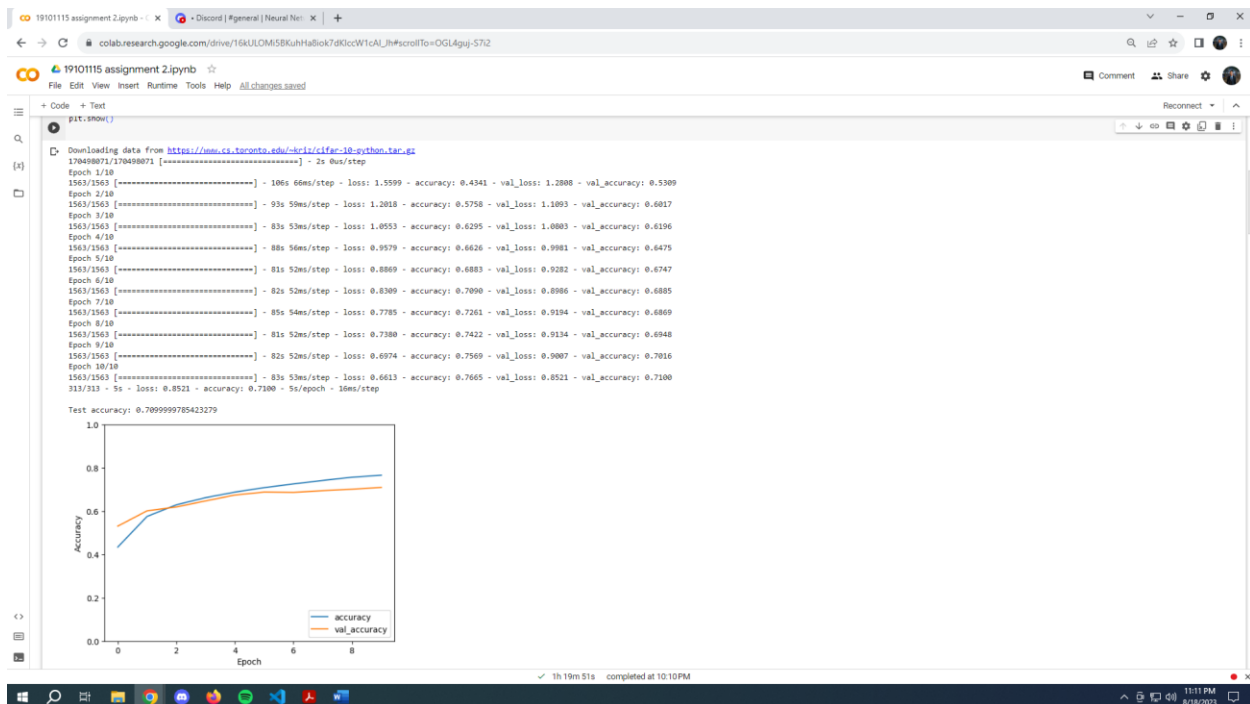 19101115 assignment 2.ipynb - C
• Discord | #general | Neural Net
colab.research.google.com/drive/16kULOMi5BKuhHa8iok7dKIccW1cAI_Jh#scrollTo=OGL4guj-S7i2
19101115 assignment 2.ipynb
File Edit View Insert Runtime Tools Help All changes saved
Comment Share
+ Code + Text
Reconnect
plt.show()
Downloading data from https://www.cs.toronto.edu/~kriz/cifar-10-python.tar.gz
170498071/170498071 [==============================] - 2s 0us/step
Epoch 1/10
1563/1563 [==============================] - 106s 66ms/step - loss: 1.5599 - accuracy: 0.4341 - val_loss: 1.2808 - val_accuracy: 0.5309
Epoch 2/10
1563/1563 [==============================] - 93s 59ms/step - loss: 1.2018 - accuracy: 0.5758 - val_loss: 1.1093 - val_accuracy: 0.6017
Epoch 3/10
1563/1563 [==============================] - 83s 53ms/step - loss: 1.0553 - accuracy: 0.6295 - val_loss: 1.0803 - val_accuracy: 0.6196
Epoch 4/10
1563/1563 [==============================] - 88s 56ms/step - loss: 0.9579 - accuracy: 0.6626 - val_loss: 0.9981 - val_accuracy: 0.6475
Epoch 5/10
1563/1563 [==============================] - 81s 52ms/step - loss: 0.8869 - accuracy: 0.6883 - val_loss: 0.9282 - val_accuracy: 0.6747
Epoch 6/10
1563/1563 [==============================] - 82s 52ms/step - loss: 0.8309 - accuracy: 0.7090 - val_loss: 0.8986 - val_accuracy: 0.6885
Epoch 7/10
1563/1563 [==============================] - 85s 54ms/step - loss: 0.7785 - accuracy: 0.7261 - val_loss: 0.9194 - val_accuracy: 0.6869
Epoch 8/10
1563/1563 [==============================] - 81s 52ms/step - loss: 0.7380 - accuracy: 0.7422 - val_loss: 0.9134 - val_accuracy: 0.6948
Epoch 9/10
1563/1563 [==============================] - 82s 52ms/step - loss: 0.6974 - accuracy: 0.7569 - val_loss: 0.9007 - val_accuracy: 0.7016
Epoch 10/10
1563/1563 [==============================] - 83s 53ms/step - loss: 0.6613 - accuracy: 0.7665 - val_loss: 0.8521 - val_accuracy: 0.7100
313/313 - 5s - loss: 0.8521 - accuracy: 0.7100 - 5s/epoch - 16ms/step
Test accuracy: 0.7099999785423279
1.0
0.8
0.6
0.4
0.2
0.0
Accuracy
accuracy
val_accuracy
0 2 4 6 8
Epoch
1h 19m 51s completed at 10:10 PM
11:11 PM
8/18/2023